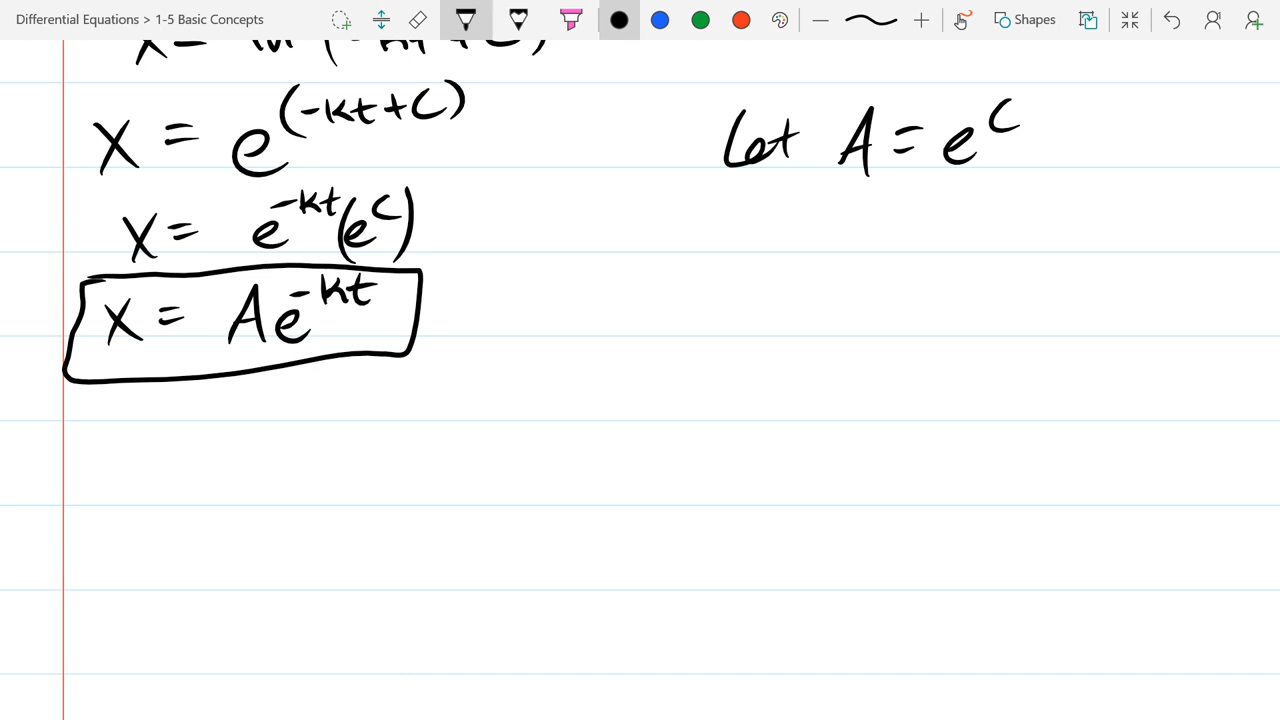 Differential Equations > 1-5 Basic Concepts
Shapes
x = e^(-kt+C)
Let A = e^C
x = e^-kt (e^C)
x = Ae^-kt